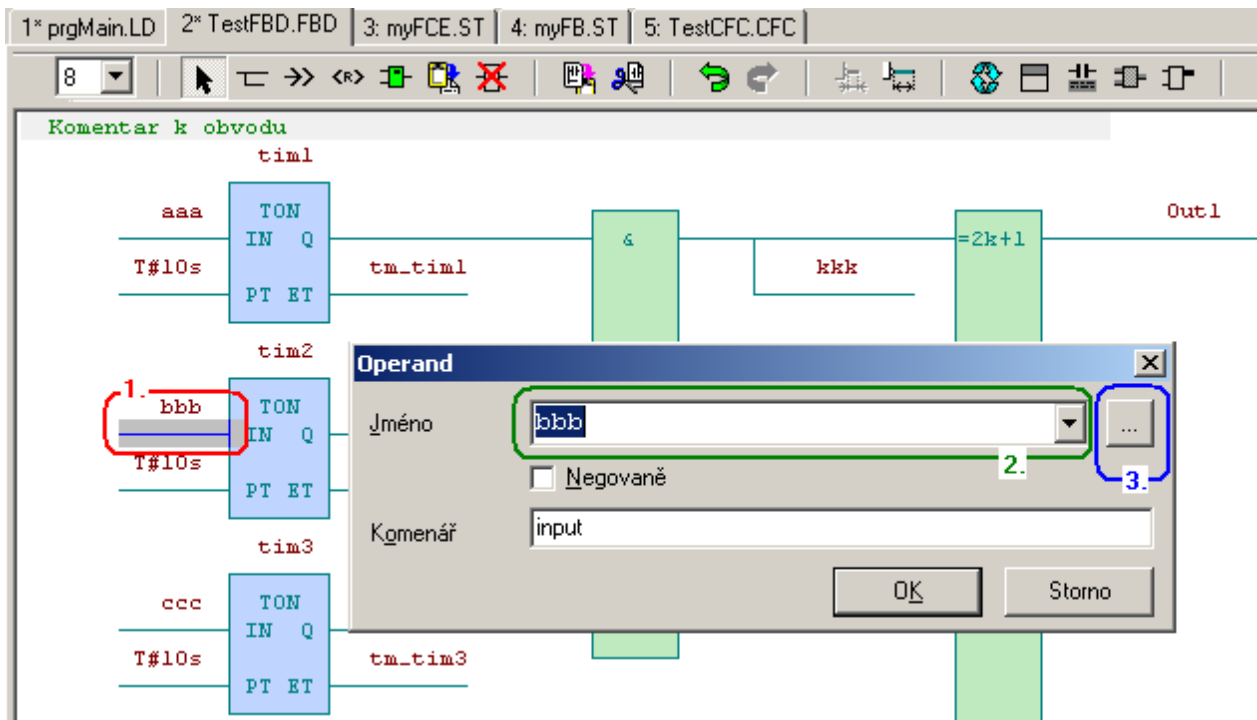 1* prgMain.LD 2* TestFBD.FBD 3: myFCE.ST 4: myFB.ST 5: TestCFC.CFC
8 <R>
Komentar k obvodu
tim1
aaa TON Out1
IN Q & =2k+1
T#10s tm_tim1 kkk
PT ET
tim2
Operand
1.
bbb TON
Jméno bbb ...
IN Q
2.
T#10s
Negovaně 3.
PT ET
Komenář input
tim3
OK Storno
ccc TON
IN Q
T#10s tm_tim3
PT ET